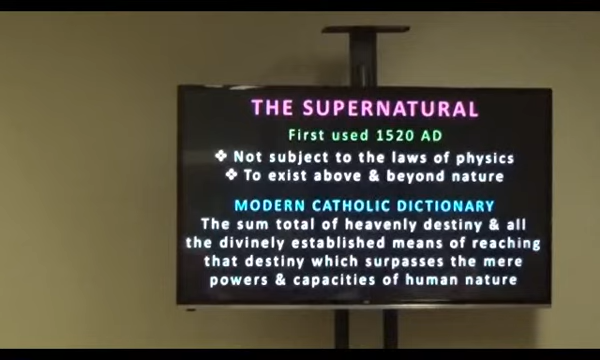 THE SUPERNATURAL
First used 1520 AD
❖ Not subject to the laws of physics
❖ To exist above & beyond nature
MODERN CATHOLIC DICTIONARY
The sum total of heavenly destiny & all
the divinely established means of reaching
that destiny which surpasses the mere
powers & capacities of human nature